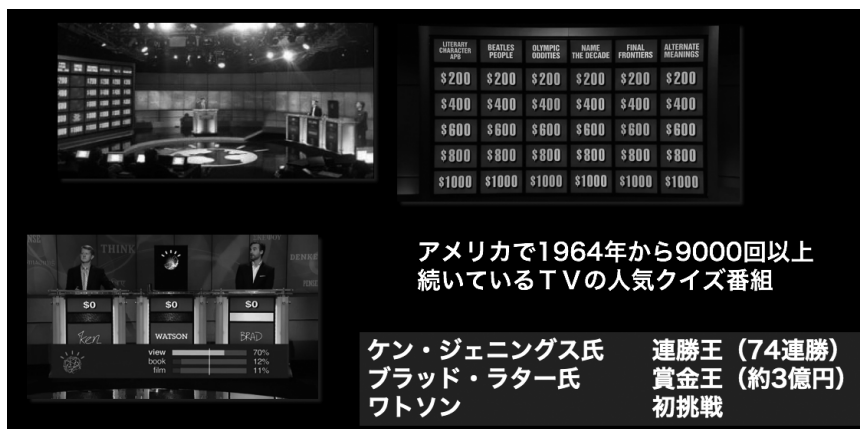 LITERARY
CHARACTER
APB
BEATLES
PEOPLE
OLYMPIC
ODDITIES
NAME
THE DECADE
FINAL
FRONTIERS
ALTERNATE
MEANINGS
$200 $200 $200 $200 $200 $200
$400 $400 $400 $400 $400 $400
$600 $600 $600 $600 $600 $600
$800 $800 $800 $800 $800 $800
$1000 $1000 $1000 $1000 $1000 $1000
THINK
$0 $0 $0
Ken WATSON BRAD
view 70%
book 12%
film 11%
アメリカで1964年から9000回以上
続いているTVの人気クイズ番組
ケン・ジェニングス氏 連勝王（74連勝）
ブラッド・ラター氏 賞金王（約3億円）
ワトソン 初挑戦